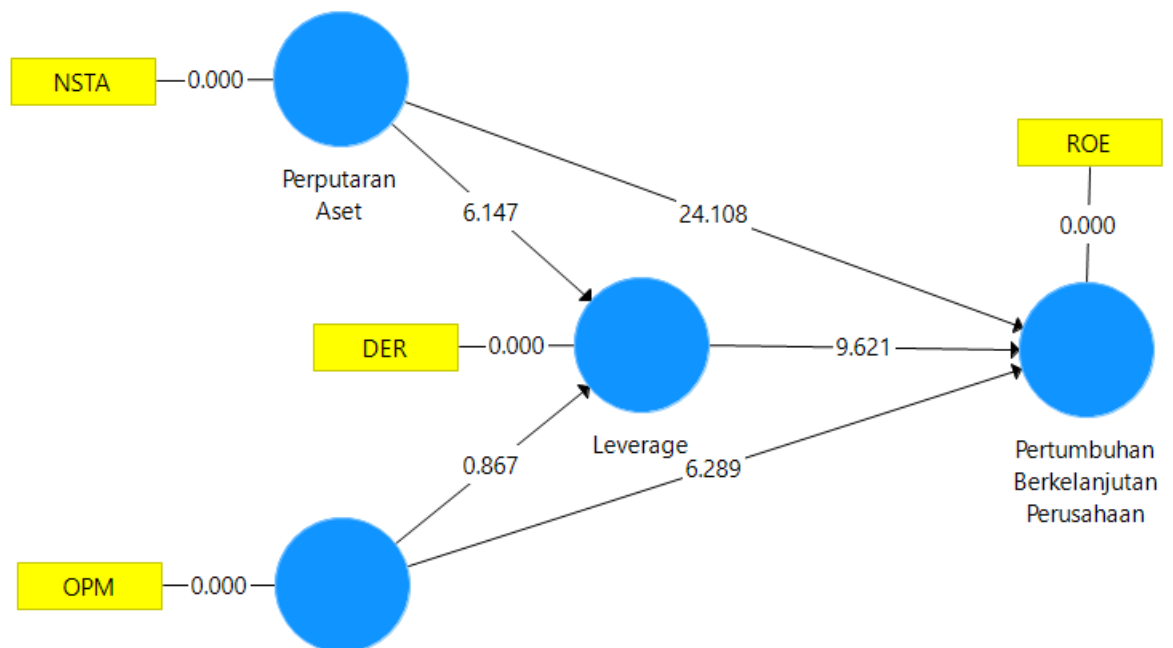 NSTA
0.000
Perputaran
Aset
6.147
24.108
ROE
0.000
DER
0.000
9.621
Leverage
0.867
6.289
Pertumbuhan
Berkelanjutan
Perusahaan
OPM
0.000